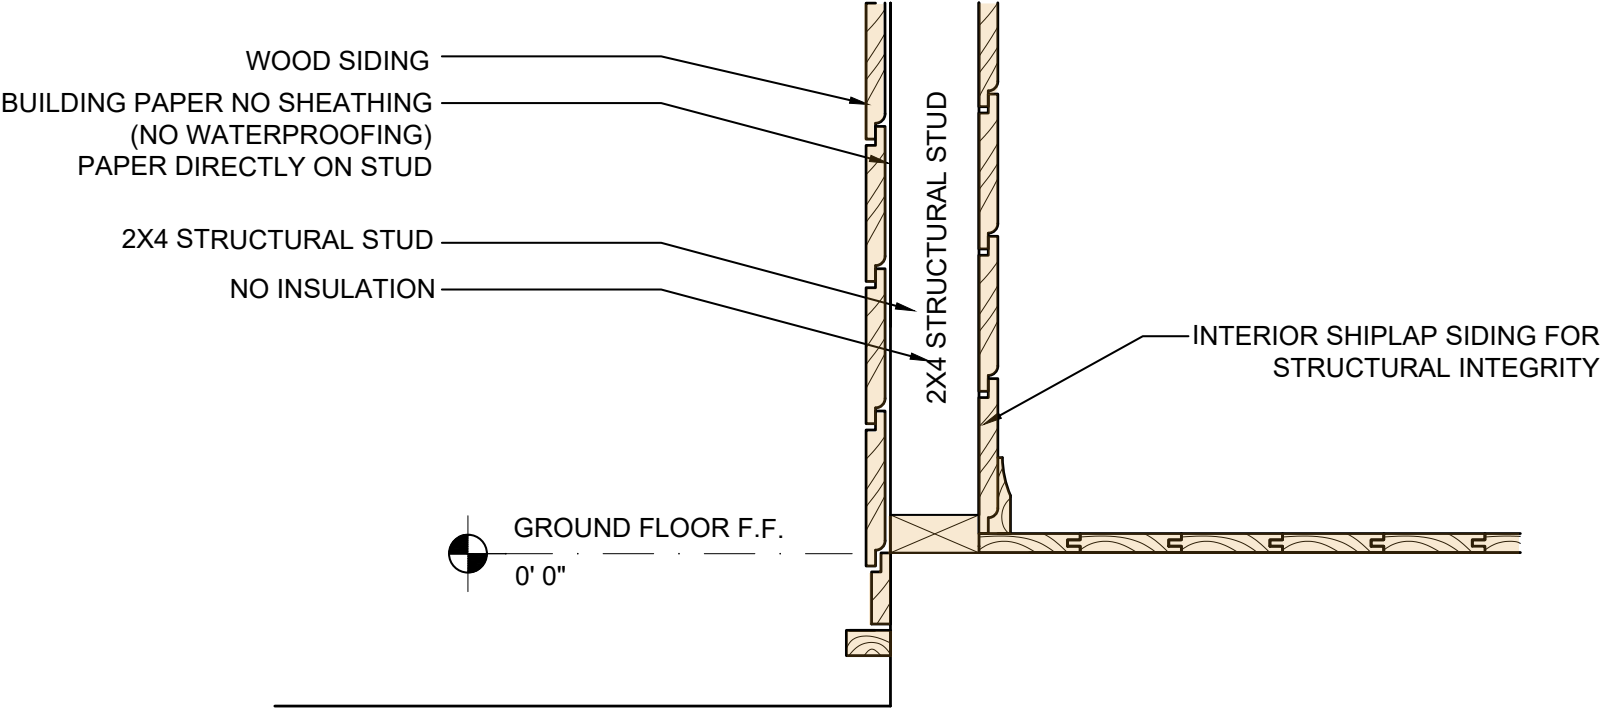 WOOD SIDING
BUILDING PAPER NO SHEATHING
(NO WATERPROOFING)
PAPER DIRECTLY ON STUD
2X4 STRUCTURAL STUD
NO INSULATION
2X4 STRUCTURAL STUD
INTERIOR SHIPLAP SIDING FOR
STRUCTURAL INTEGRITY
GROUND FLOOR F.F.
0' 0"